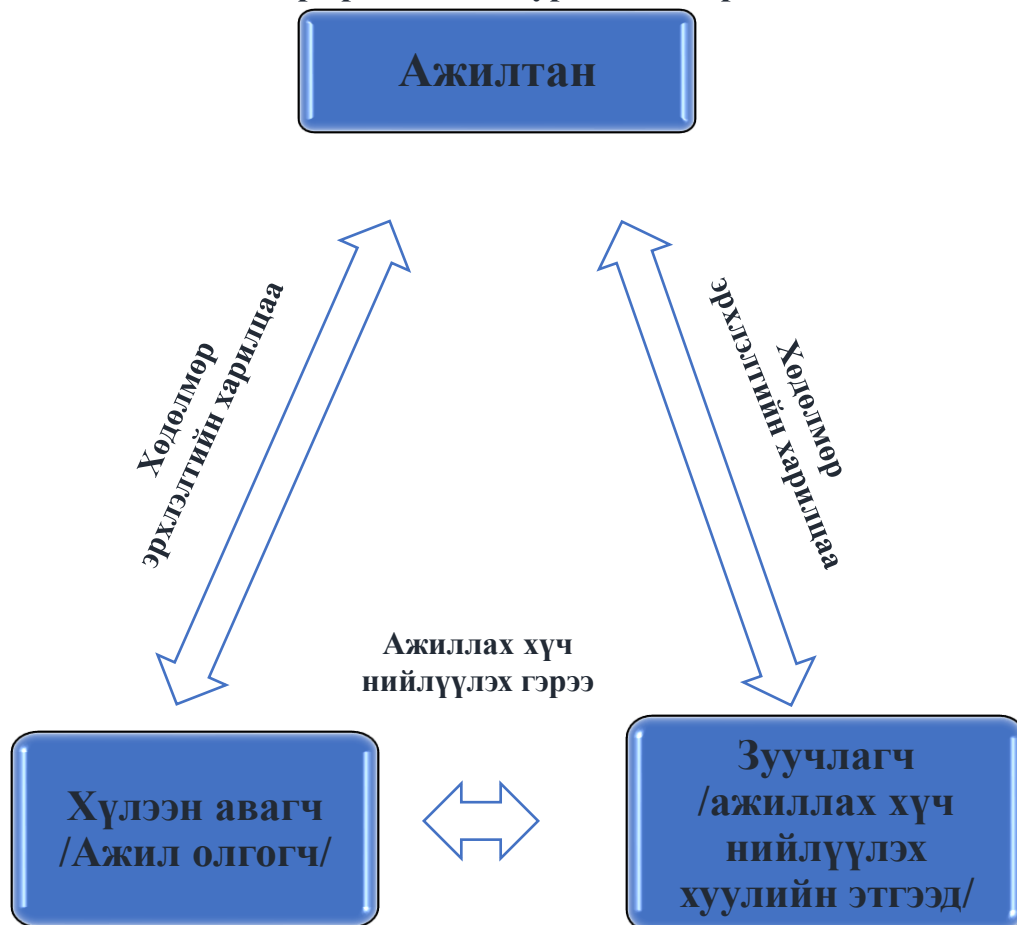 Ажилтан
Хөдөлмөр
эрхлэлтийн харилцаа
Хөдөлмөр
эрхлэлтийн харилцаа
Ажиллах хүч
нийлүүлэх гэрээ
Хүлээн авагч
/Ажил олгогч/
Зуучлагч
/ажиллах хүч
нийлүүлэх
хуулийн этгээд/